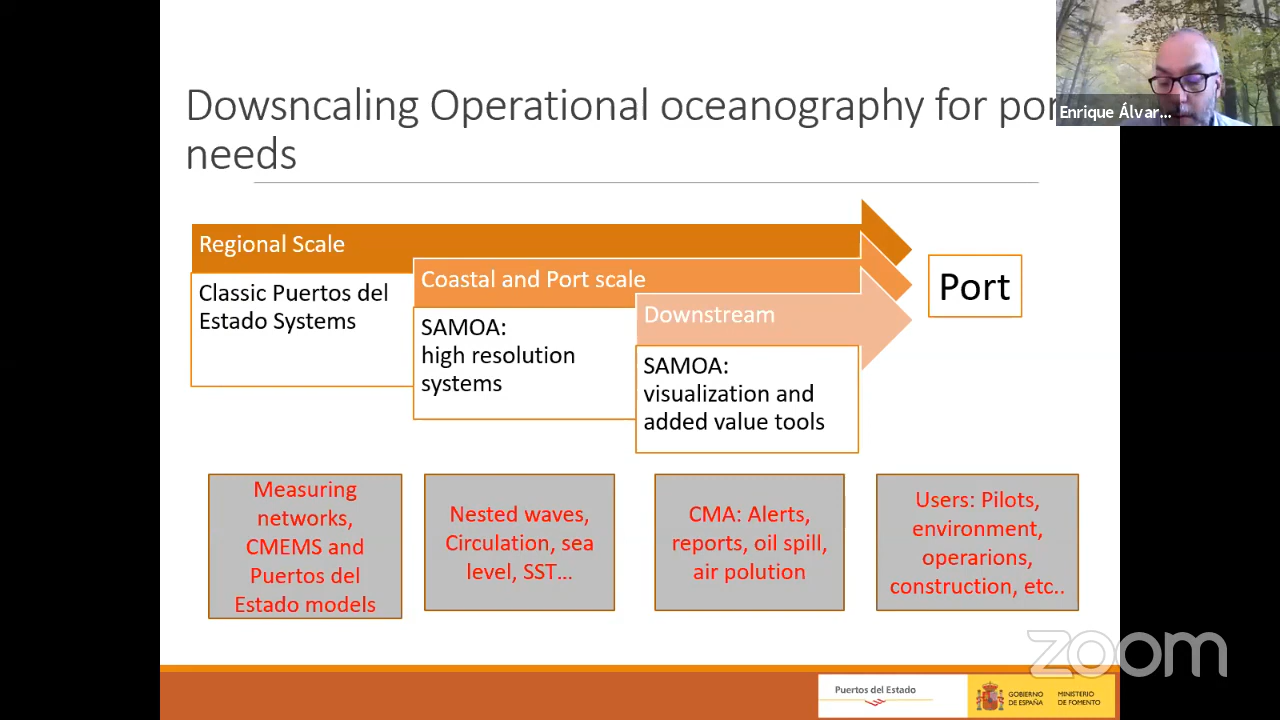 Dowsncaling Operational oceanography for por
needs
Enrique Álvar...
Regional Scale
Classic Puertos del
Estado Systems
Coastal and Port scale
SAMOA:
high resolution
systems
Downstream
SAMOA:
visualization and
added value tools
Port
Measuring
networks,
CMEMS and
Puertos del
Estado models
Nested waves,
Circulation, sea
level, SST...
CMA: Alerts,
reports, oil spill,
air polution
Users: Pilots,
environment,
operarions,
construction, etc..
zoom
Puertos del Estado
GOBIERNO
DE ESPAÑA
MINISTERIO
DE FOMENTO